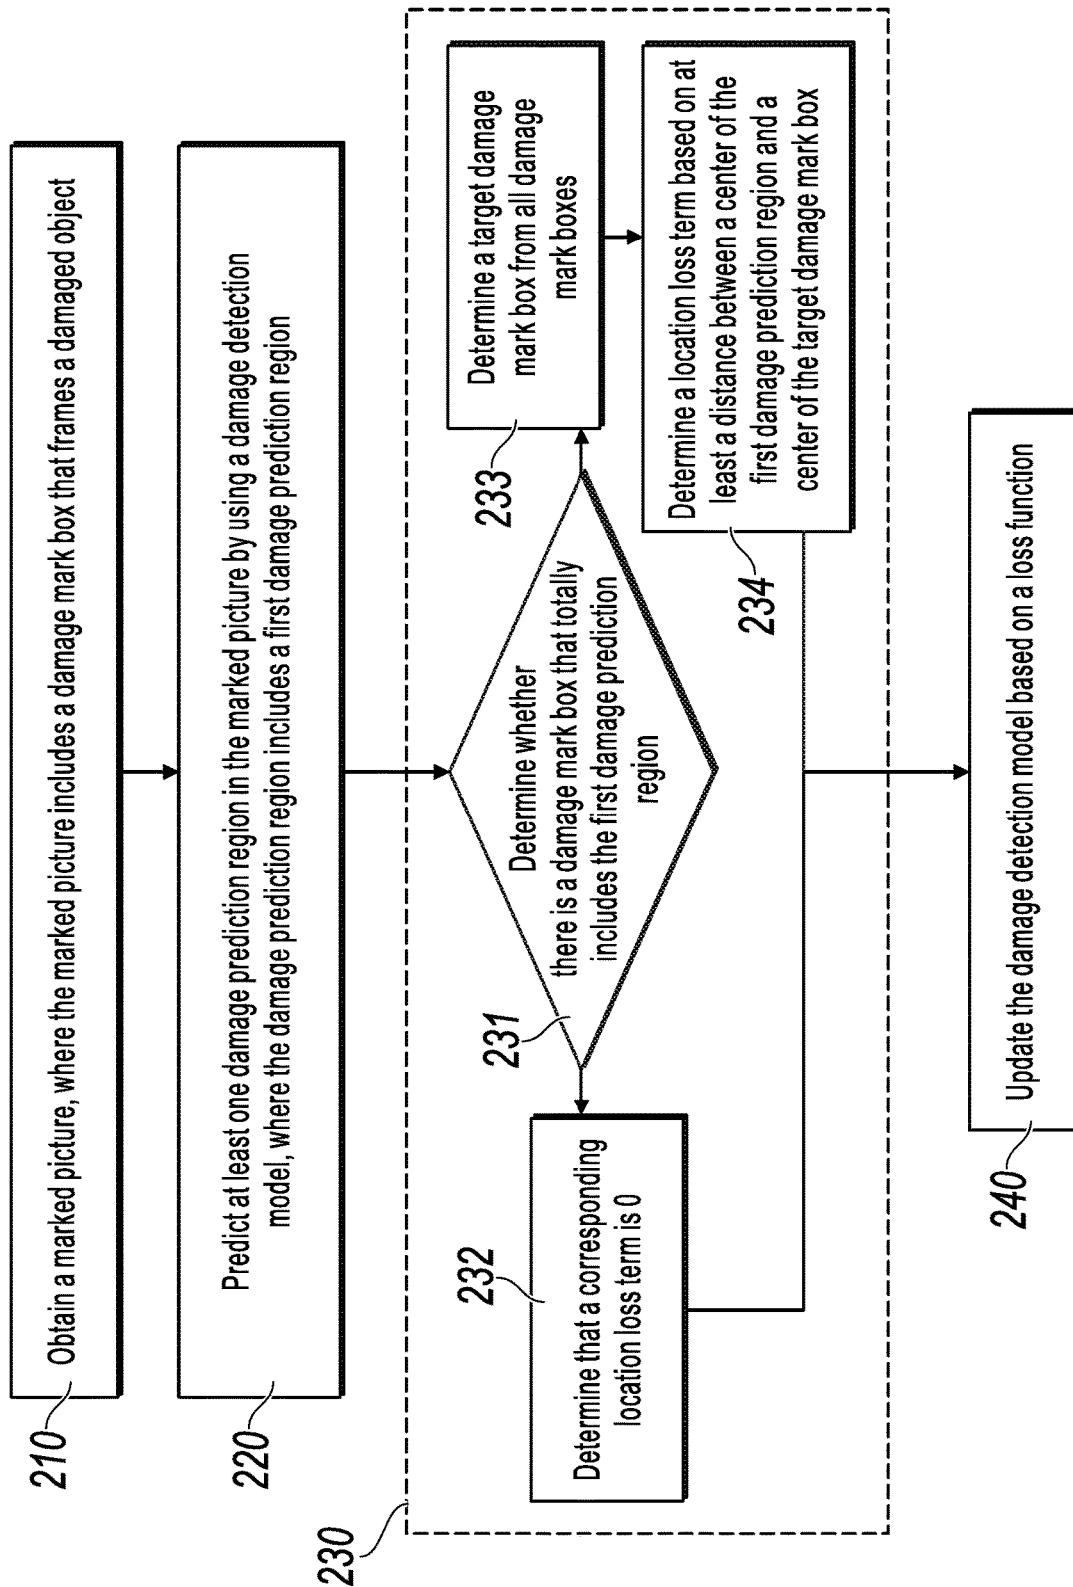 210
Obtain a marked picture, where the marked picture includes a damage mark box that frames a damaged object
220
Predict at least one damage prediction region in the marked picture by using a damage detection
model, where the damage prediction region includes a first damage prediction region
230
231
Determine whether
there is a damage mark box that totally
includes the first damage prediction
region
232
Determine that a corresponding
location loss term is 0
233
Determine a target damage
mark box from all damage
mark boxes
234
Determine a location loss term based on at
least a distance between a center of the
first damage prediction region and a
center of the target damage mark box
240
Update the damage detection model based on a loss function